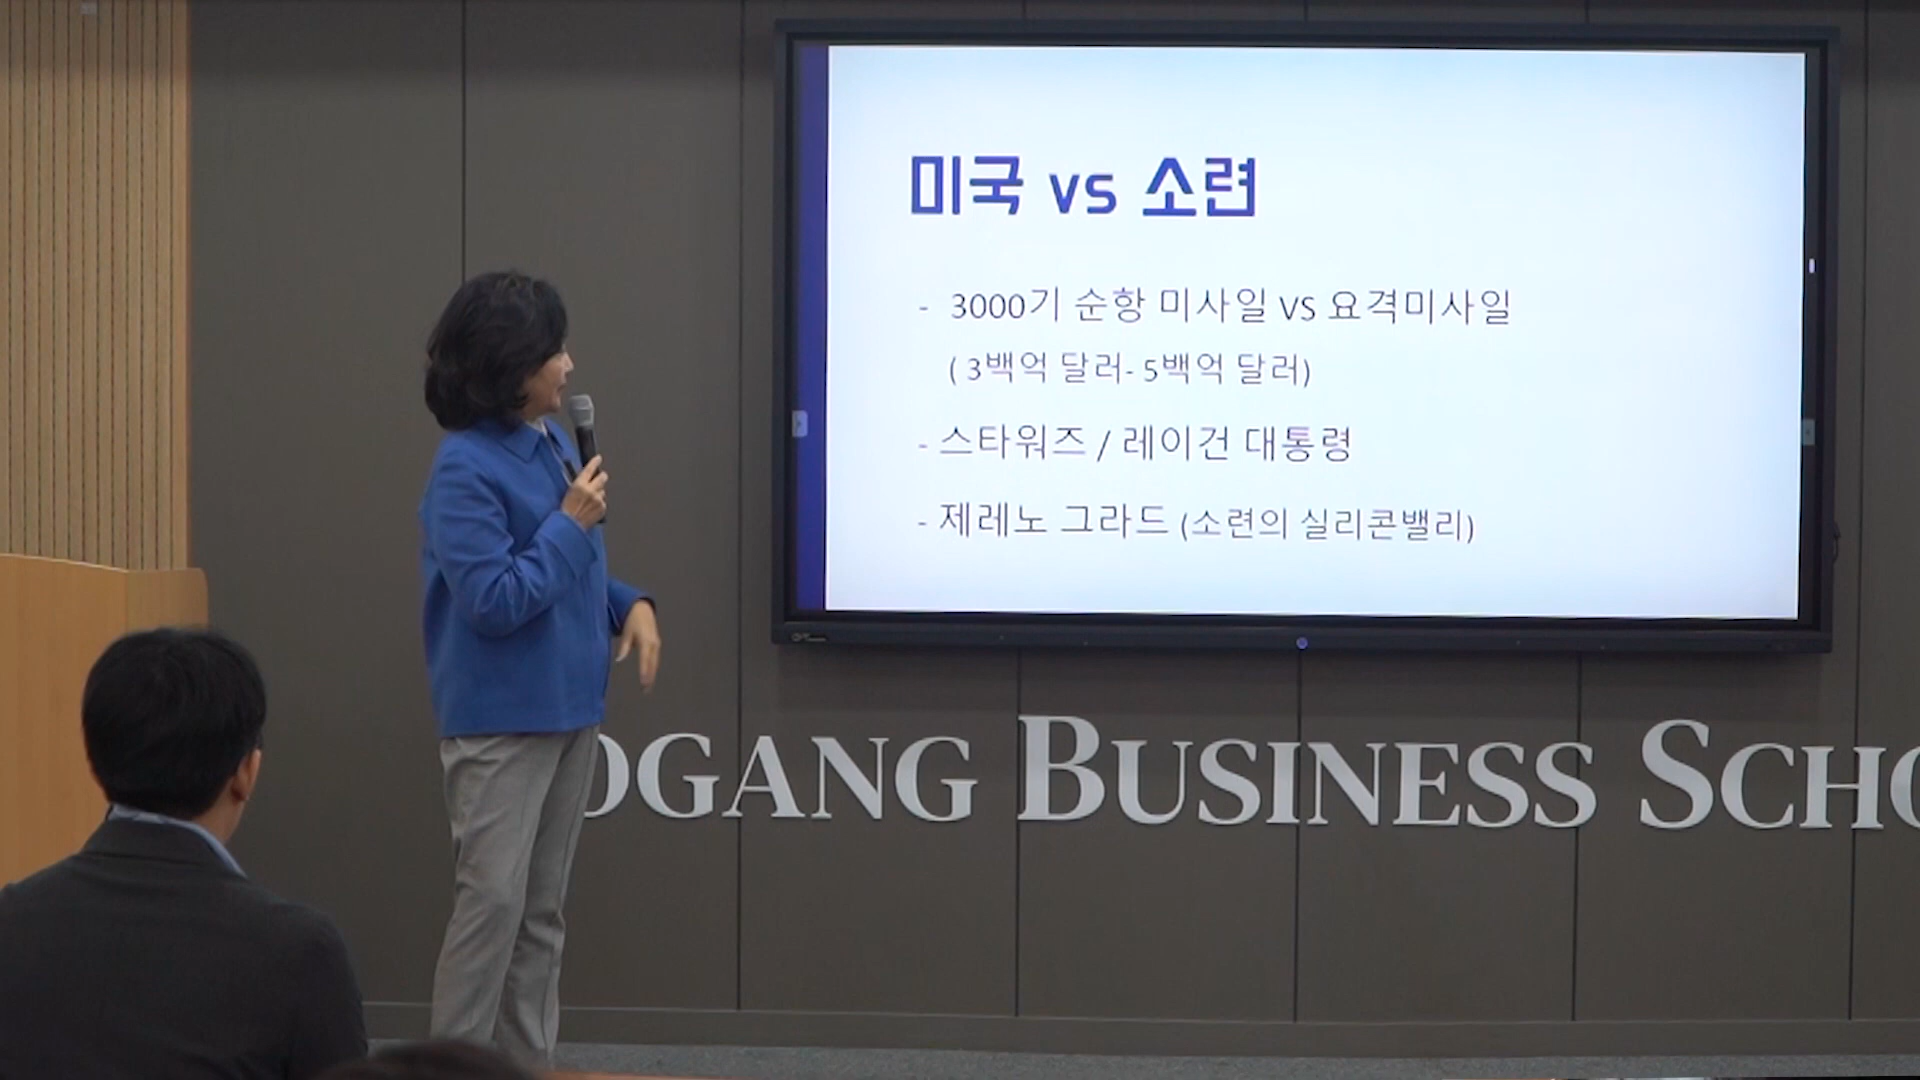 미국 vs 소련
- 3000기 순항 미사일 vs 요격미사일
( 3백억 달러- 5백억 달러)
- 스타워즈 / 레이건 대통령
- 제레노 그라드 (소련의 실리콘밸리)
OGANG BUSINESS SCHO